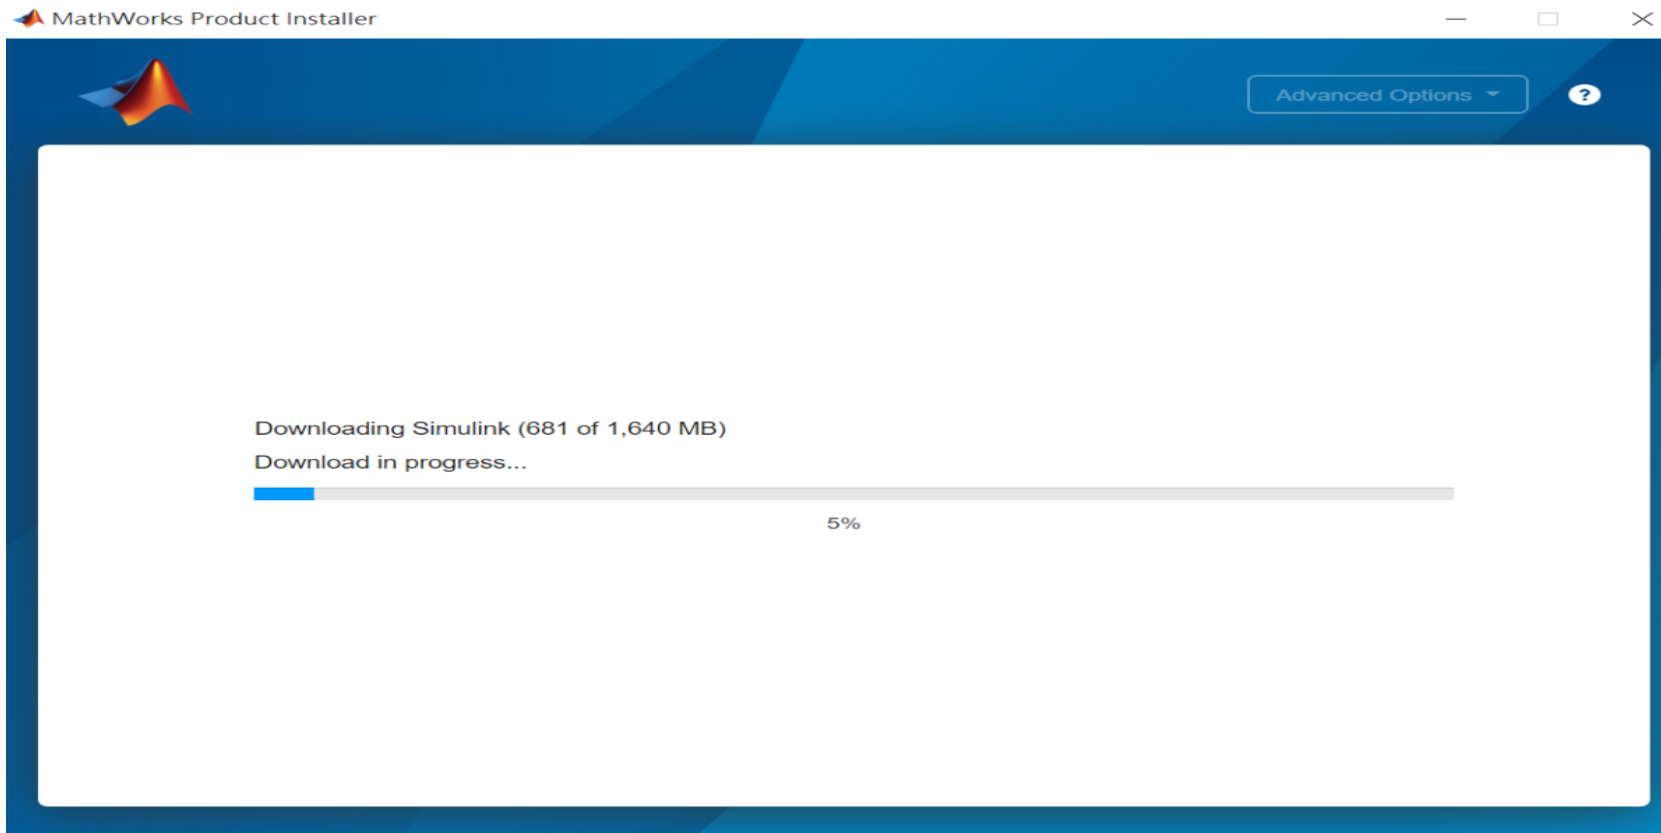 MathWorks Product Installer
Advanced Options
?
Downloading Simulink (681 of 1,640 MB)
Download in progress...
5%